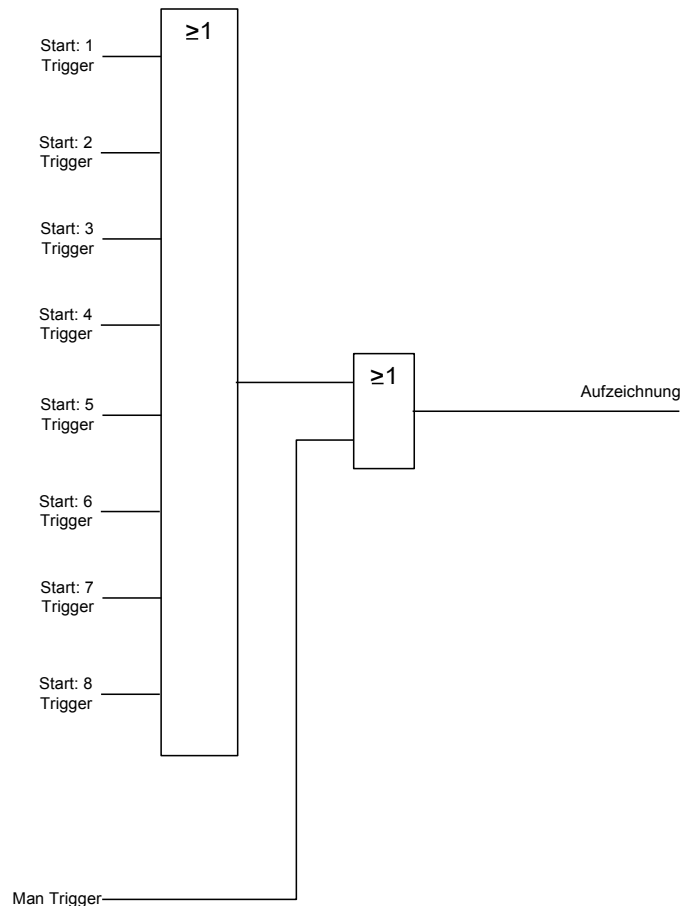 ≥1
Start: 1
Trigger
Start: 2
Trigger
Start: 3
Trigger
Start: 4
Trigger
≥1
Aufzeichnung
Start: 5
Trigger
Start: 6
Trigger
Start: 7
Trigger
Start: 8
Trigger
Man Trigger